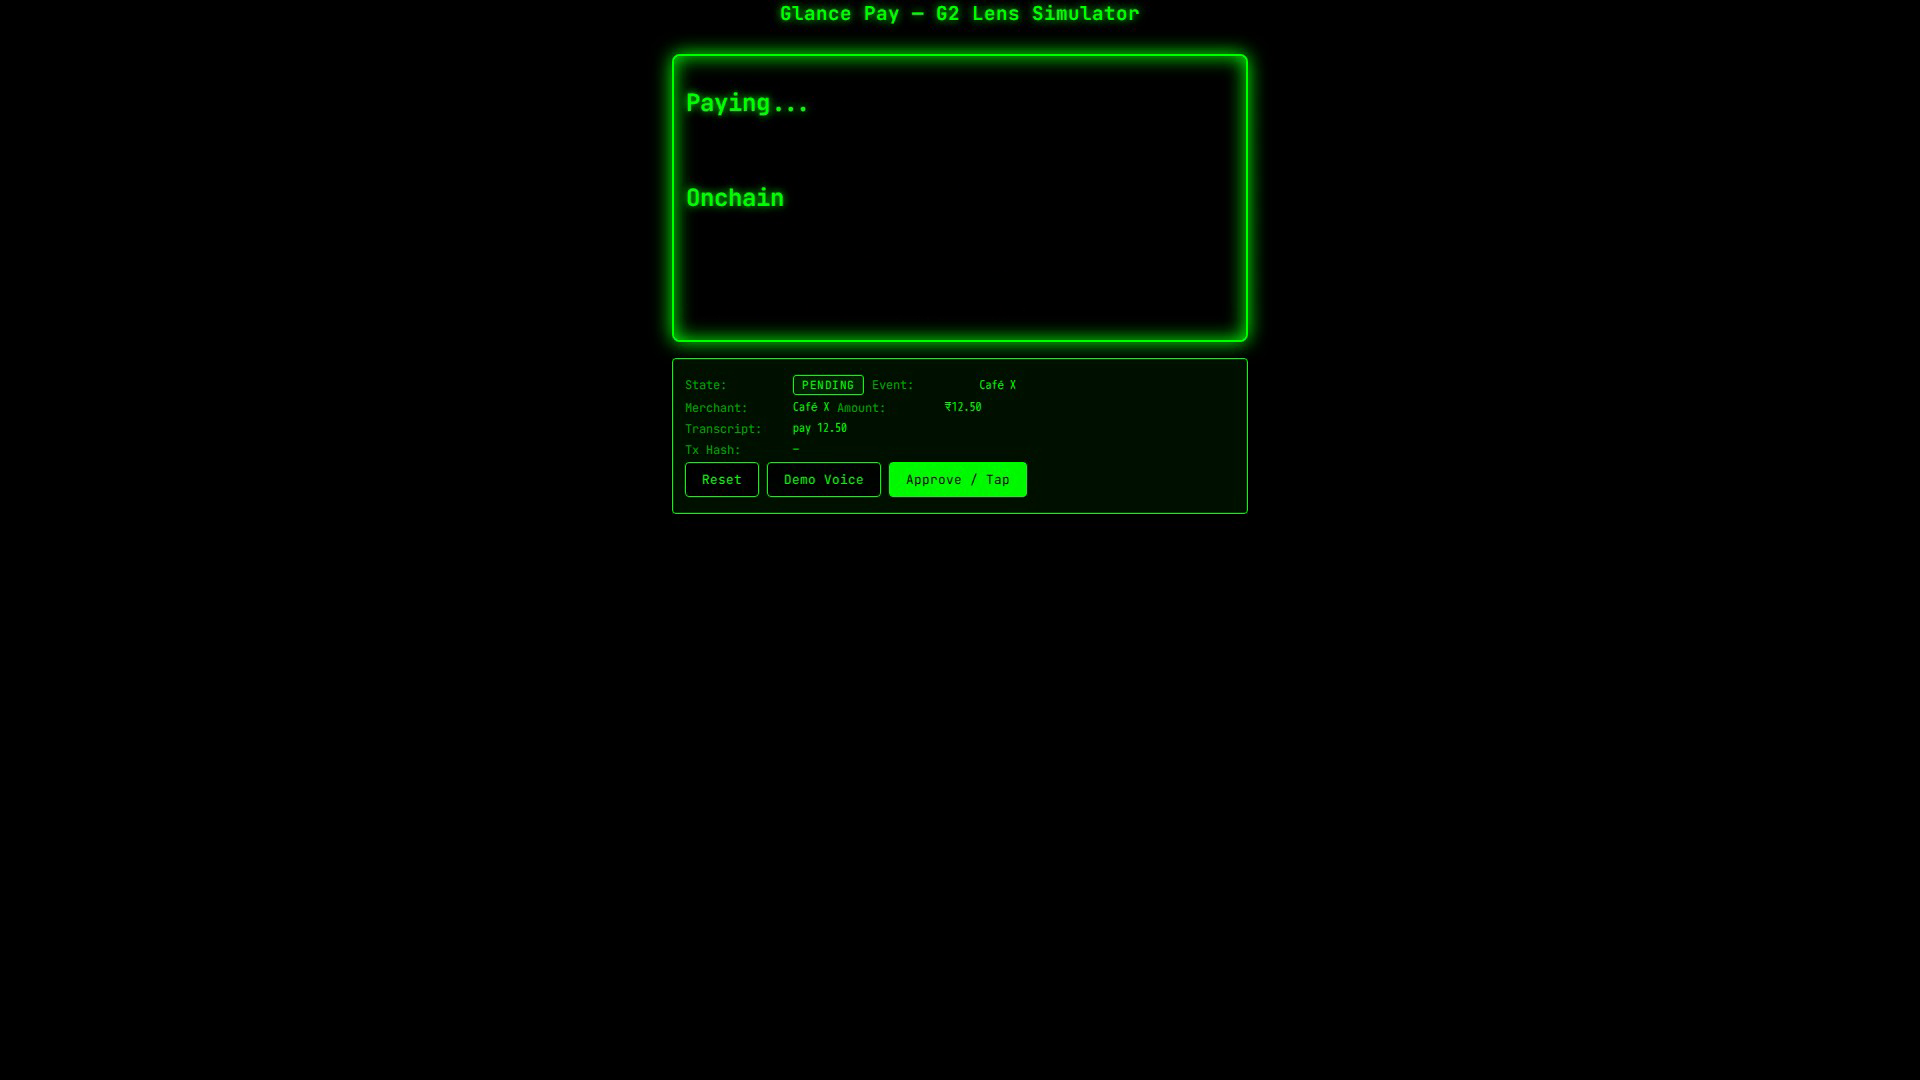 Glance Pay — G2 Lens Simulator
Paying...
Onchain
State: PENDING Event: Café X
Merchant: Café X Amount: ₹12.50
Transcript: pay 12.50
Tx Hash: —
Reset Demo Voice Approve / Tap